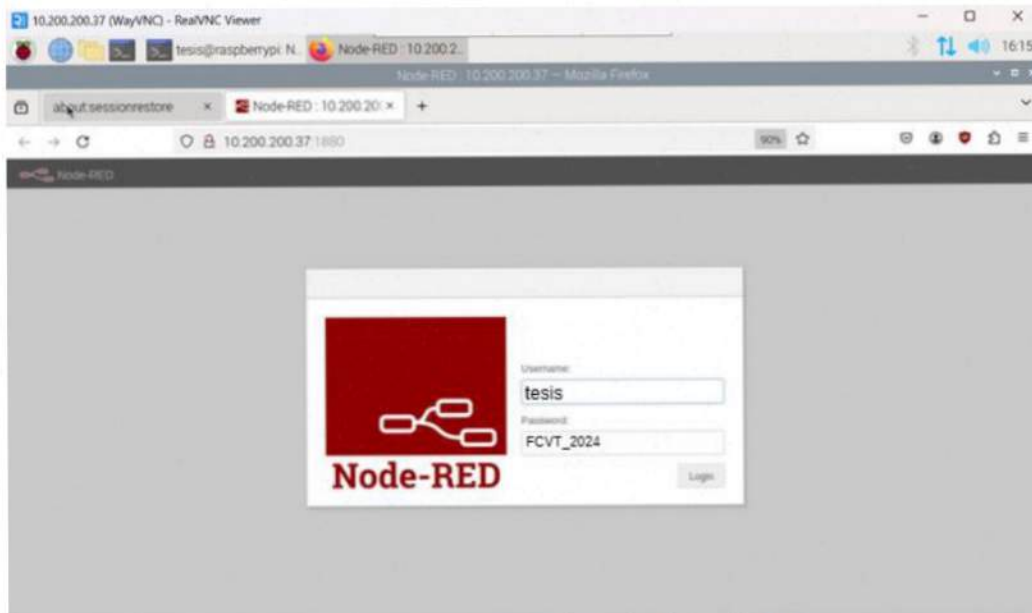 10.200.200.37 (WayVNC) - RealVNC Viewer
tesis@raspberrypi: N... Node-RED : 10.200.2... 16:15
Node-RED : 10.200.200.37 — Mozilla Firefox
about:sessionrestore Node-RED : 10.200.20
10.200.200.37:1880 90%
Node-RED
Username:
tesis
Password:
FCVT_2024
Node-RED
Login